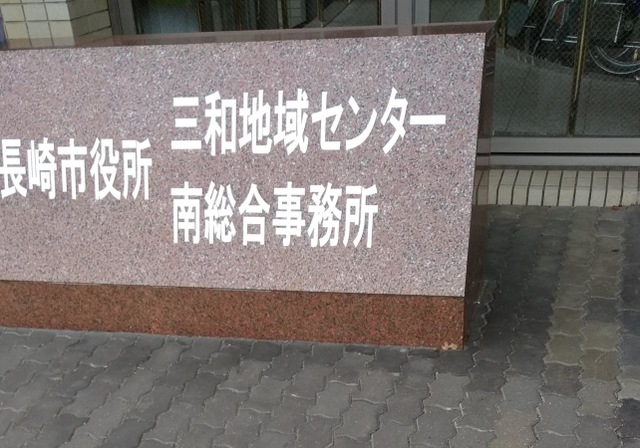 長崎市役所
三和地域センター
南総合事務所